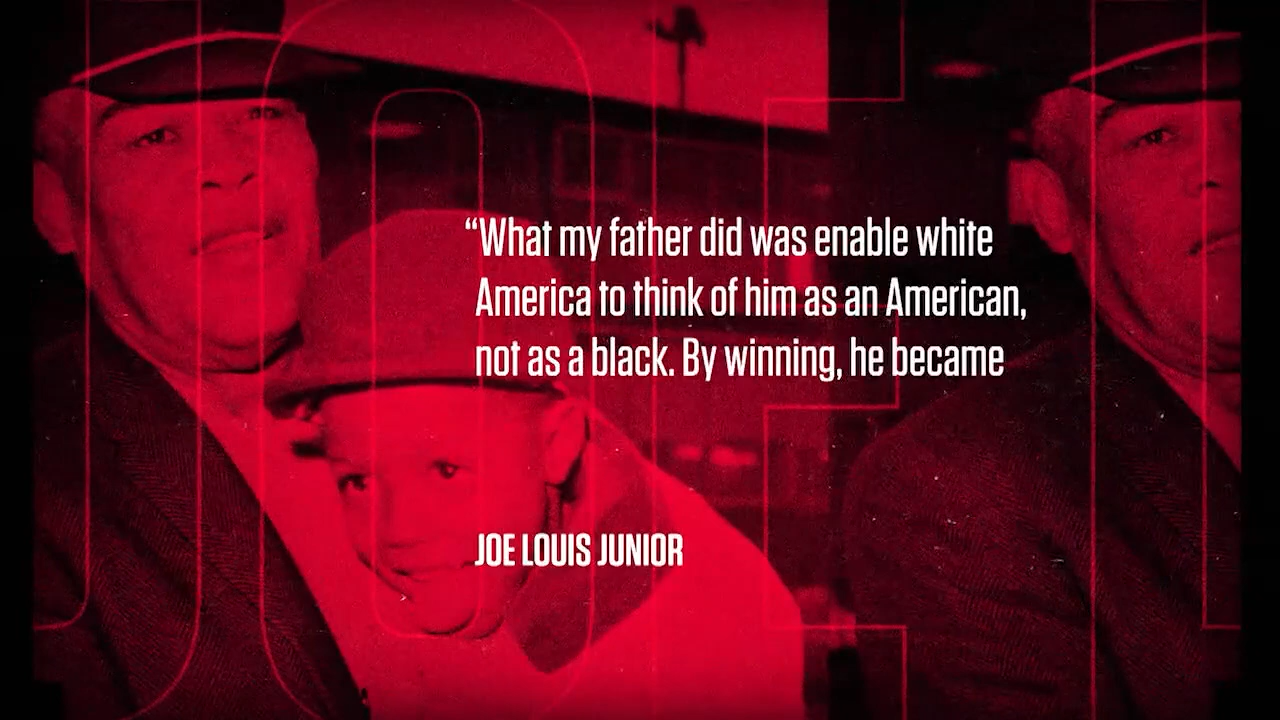 “What my father did was enable white
America to think of him as an American,
not as a black. By winning, he became
JOE LOUIS JUNIOR